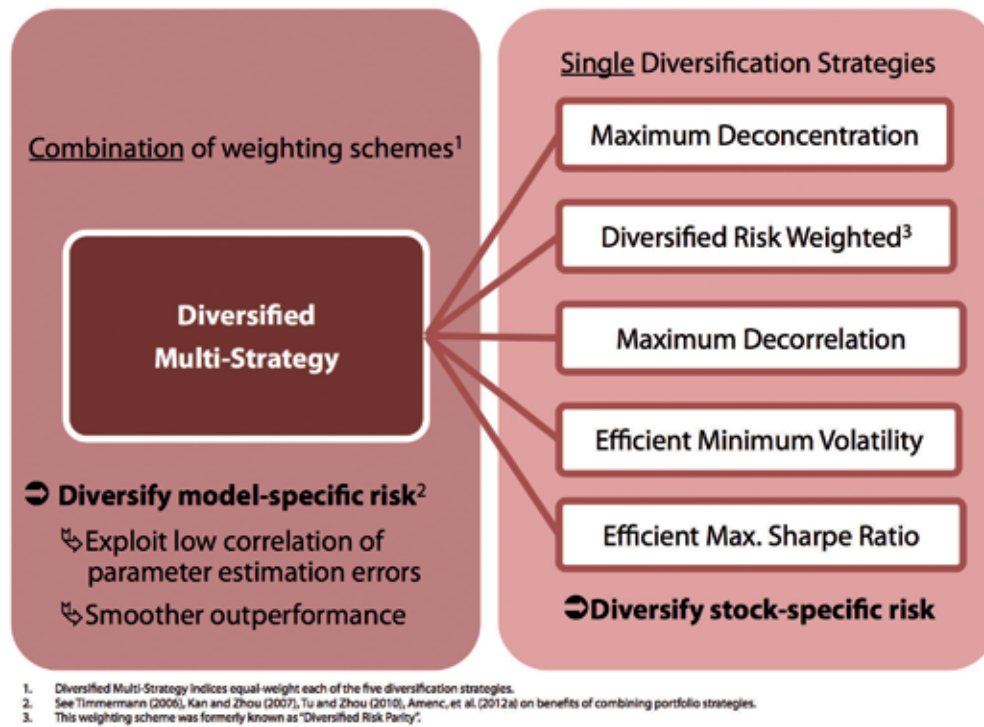 Combination of weighting schemes¹
Diversified
Multi-Strategy
➲ Diversify model-specific risk²
Exploit low correlation of
parameter estimation errors
Smoother outperformance
Single Diversification Strategies
Maximum Deconcentration
Diversified Risk Weighted³
Maximum Decorrelation
Efficient Minimum Volatility
Efficient Max. Sharpe Ratio
➲Diversify stock-specific risk
1. Diversified Multi-Strategy indices equal-weight each of the five diversification strategies.
2. See Timmermann (2006), Kan and Zhou (2007), Tu and Zhou (2010), Amenc, et al. (2012a) on benefits of combining portfolio strategies.
3. This weighting scheme was formerly known as "Diversified Risk Parity".